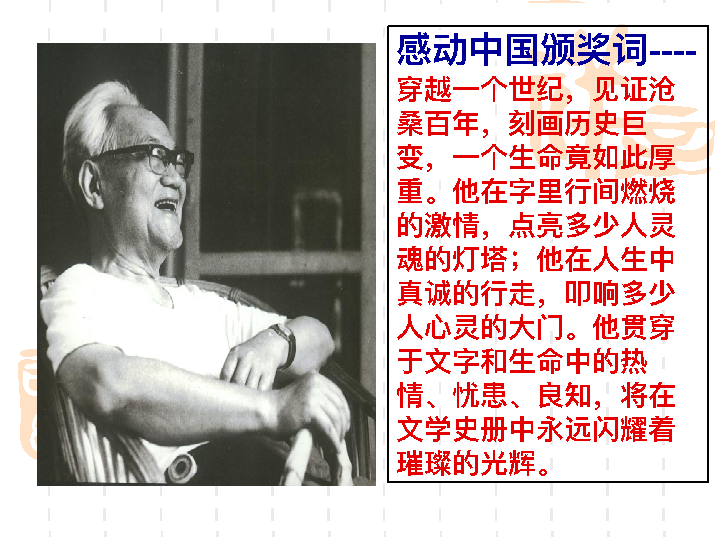 感动中国颁奖词----
穿越一个世纪，见证沧
桑百年，刻画历史巨
变，一个生命竟如此厚
重。他在字里行间燃烧
的激情，点亮多少人灵
魂的灯塔；他在人生中
真诚的行走，叩响多少
人心灵的大门。他贯穿
于文字和生命中的热
情、忧患、良知，将在
文学史册中永远闪耀着
璀璨的光辉。